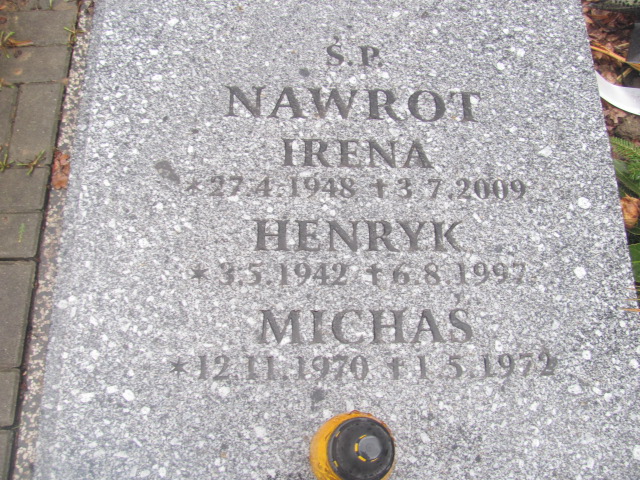 Ś.P.
NAWROT
IRENA
*27.4.1948 †3.7.2009
HENRYK
*3.5.1942 †6.8.1997
MICHAŚ
*12.11.1970 †1.5.1972